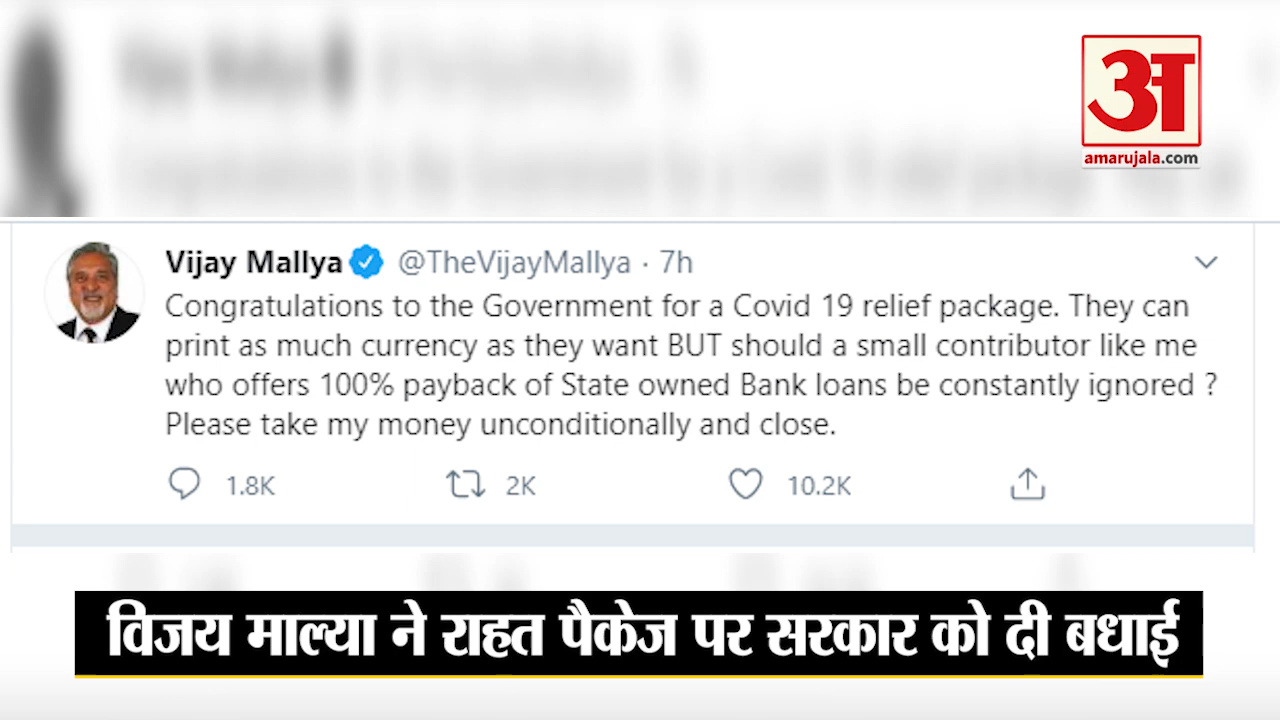 अ
amarujala.com
Vijay Mallya @TheVijayMallya · 7h
Congratulations to the Government for a Covid 19 relief package. They can
print as much currency as they want BUT should a small contributor like me
who offers 100% payback of State owned Bank loans be constantly ignored ?
Please take my money unconditionally and close.
1.8K 2K 10.2K
विजय माल्या ने राहत पैकेज पर सरकार को दी बधाई